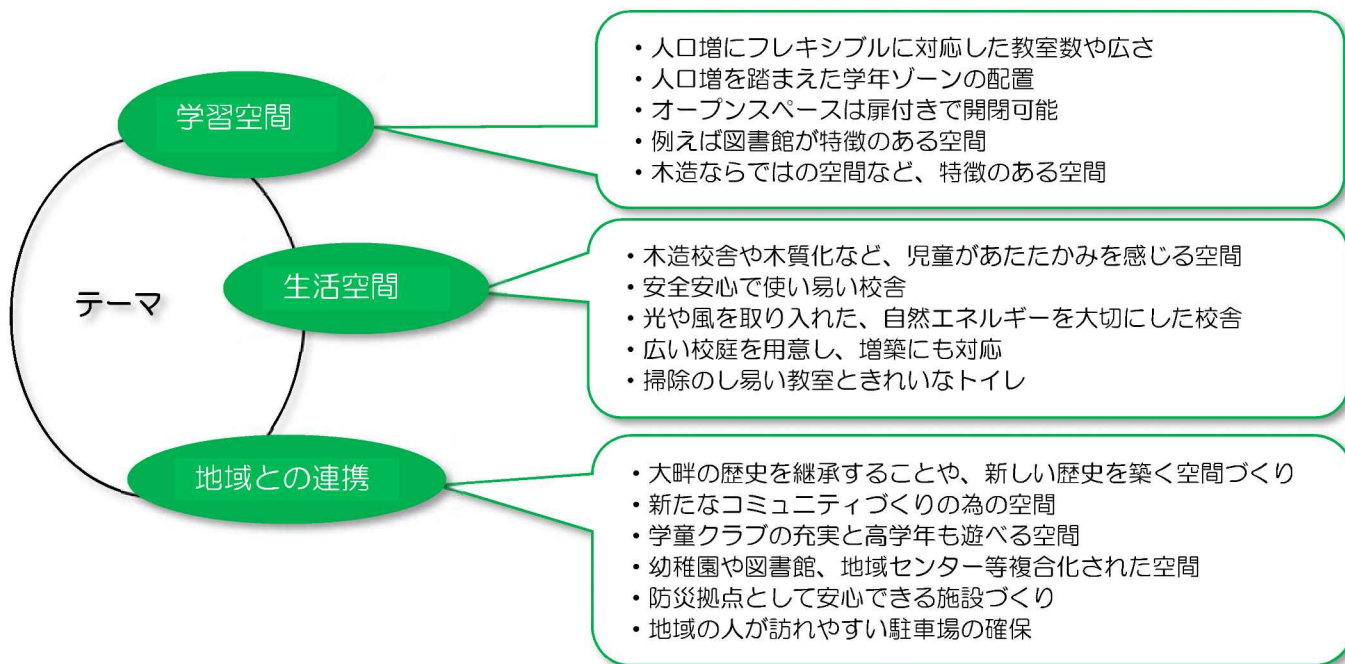 テーマ
学習空間
・人口増にフレキシブルに対応した教室数や広さ
・人口増を踏まえた学年ゾーンの配置
・オープンスペースは扉付きで開閉可能
・例えば図書館が特徴のある空間
・木造ならではの空間など、特徴のある空間
生活空間
・木造校舎や木質化など、児童があたたかみを感じる空間
・安全安心で使い易い校舎
・光や風を取り入れた、自然エネルギーを大切にした校舎
・広い校庭を用意し、増築にも対応
・掃除のし易い教室ときれいなトイレ
地域との連携
・大畔の歴史を継承することや、新しい歴史を築く空間づくり
・新たなコミュニティづくりの為の空間
・学童クラブの充実と高学年も遊べる空間
・幼稚園や図書館、地域センター等複合化された空間
・防災拠点として安心できる施設づくり
・地域の人が訪れやすい駐車場の確保